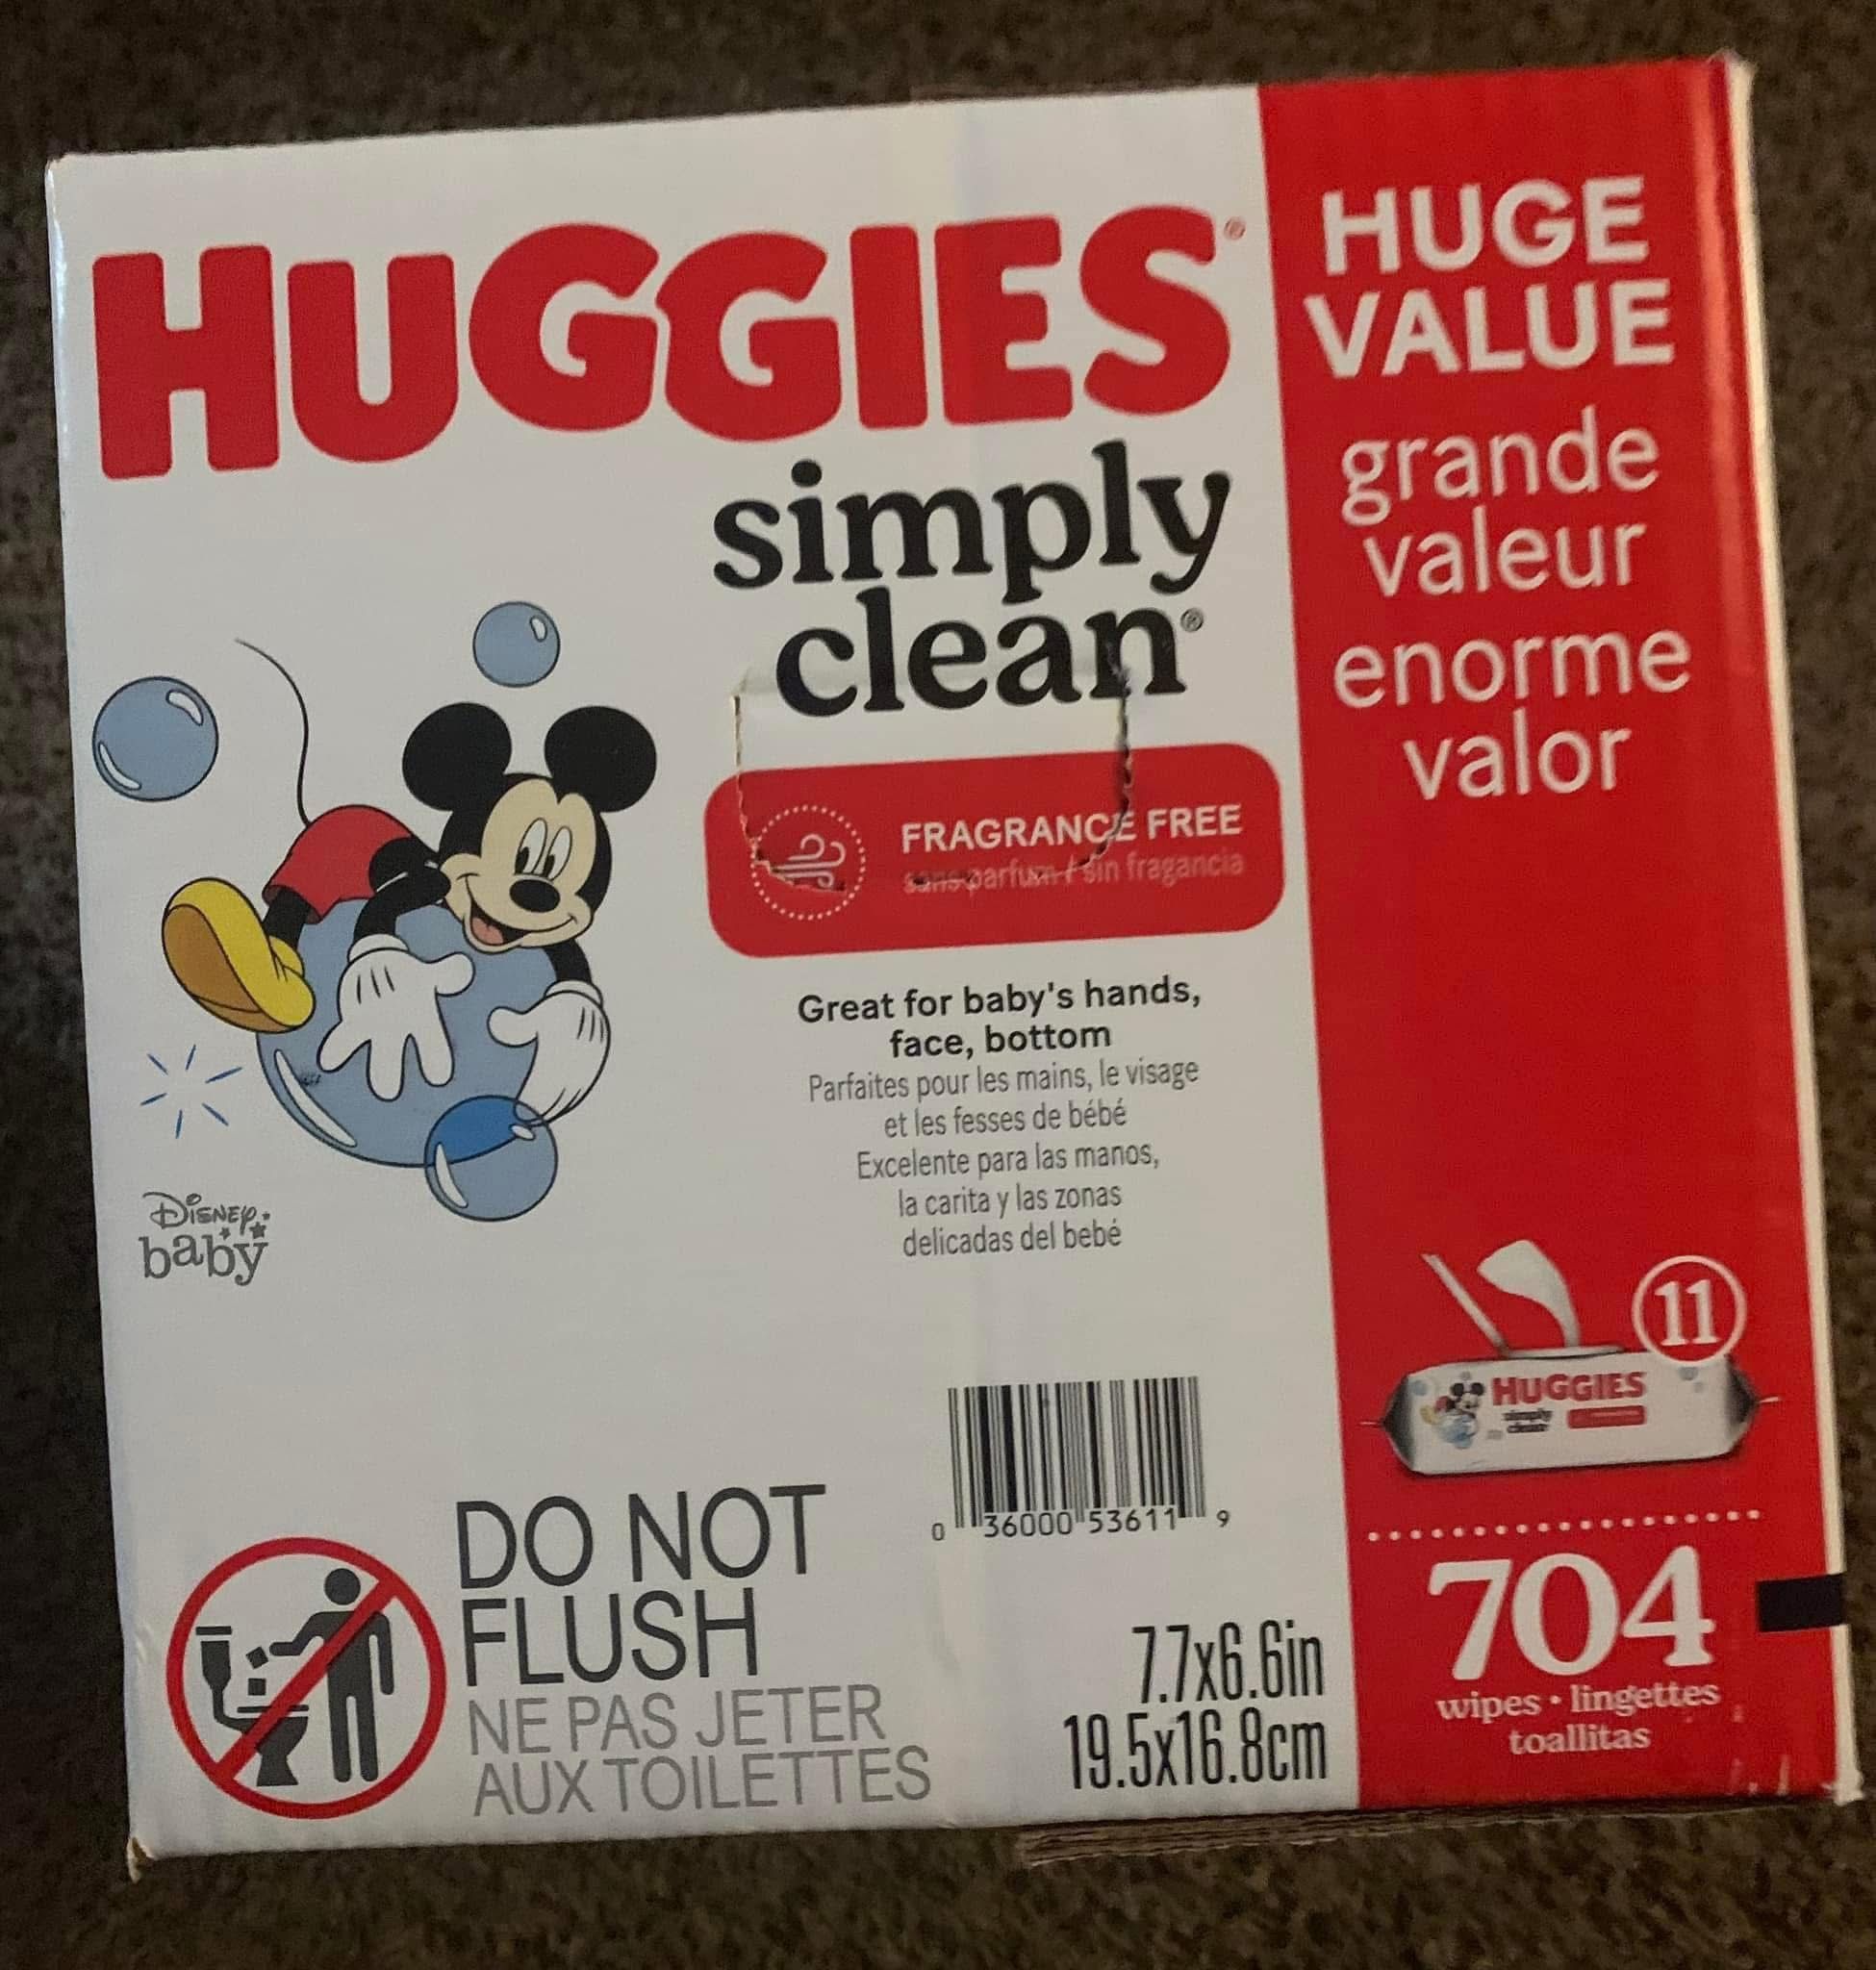 HUGGIES®
simply
clean®
FRAGRANCE FREE
sans parfum / sin fragancia
Great for baby's hands,
face, bottom
Parfaites pour les mains, le visage
et les fesses de bébé
Excelente para las manos,
la carita y las zonas
delicadas del bebé
Disney
baby
0 36000 53611 9
DO NOT
FLUSH
NE PAS JETER
AUX TOILETTES
7.7x6.6in
19.5x16.8cm
HUGE
VALUE
grande
valeur
enorme
valor
11
HUGGIES
simply
clean
704
wipes • lingettes
toallitas